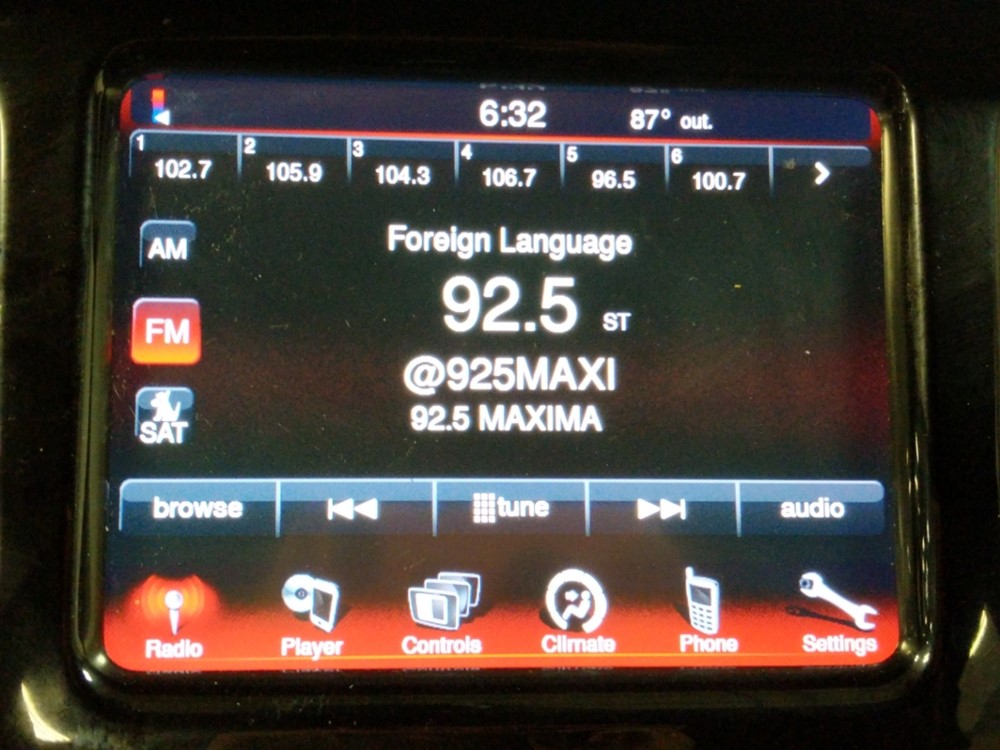 6:32 87° out.
1 2 3 4 5 6
102.7 105.9 104.3 106.7 96.5 100.7
AM
Foreign Language
92.5 ST
FM
@925MAXI
92.5 MAXIMA
SAT
browse tune audio
Radio Player Controls Climate Phone Settings